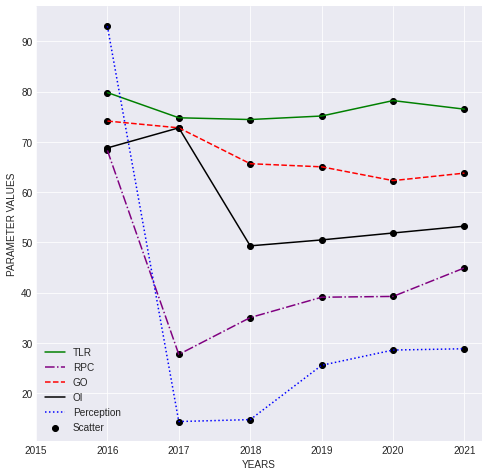 90
80
70
60
50
40
30
20
PARAMETER VALUES
TLR
RPC
GO
OI
Perception
Scatter
2015 2016 2017 2018 2019 2020 2021
YEARS